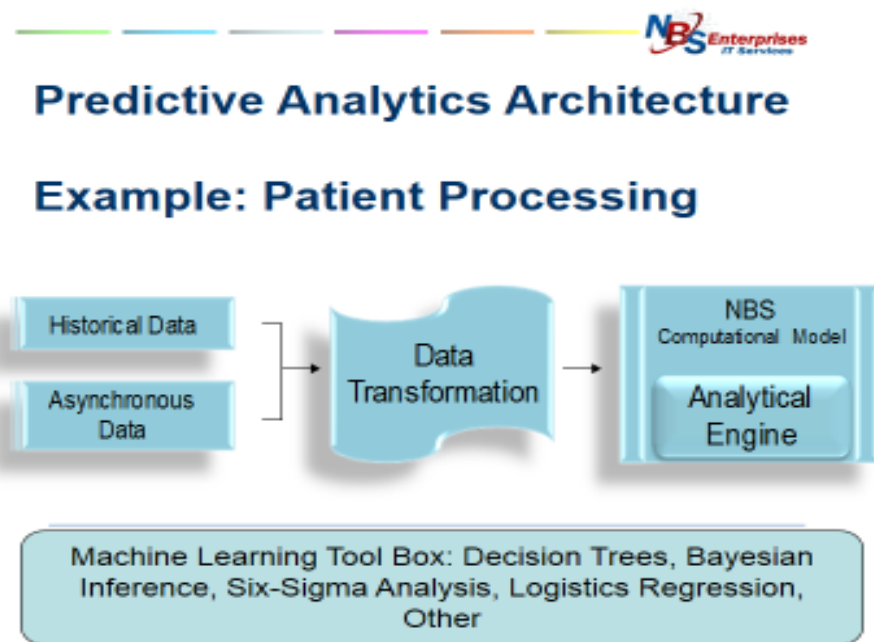 NBS Enterprises
IT Services
Predictive Analytics Architecture
Example: Patient Processing
Historical Data
Asynchronous
Data
Data
Transformation
NBS
Computational Model
Analytical
Engine
Machine Learning Tool Box: Decision Trees, Bayesian
Inference, Six-Sigma Analysis, Logistics Regression,
Other